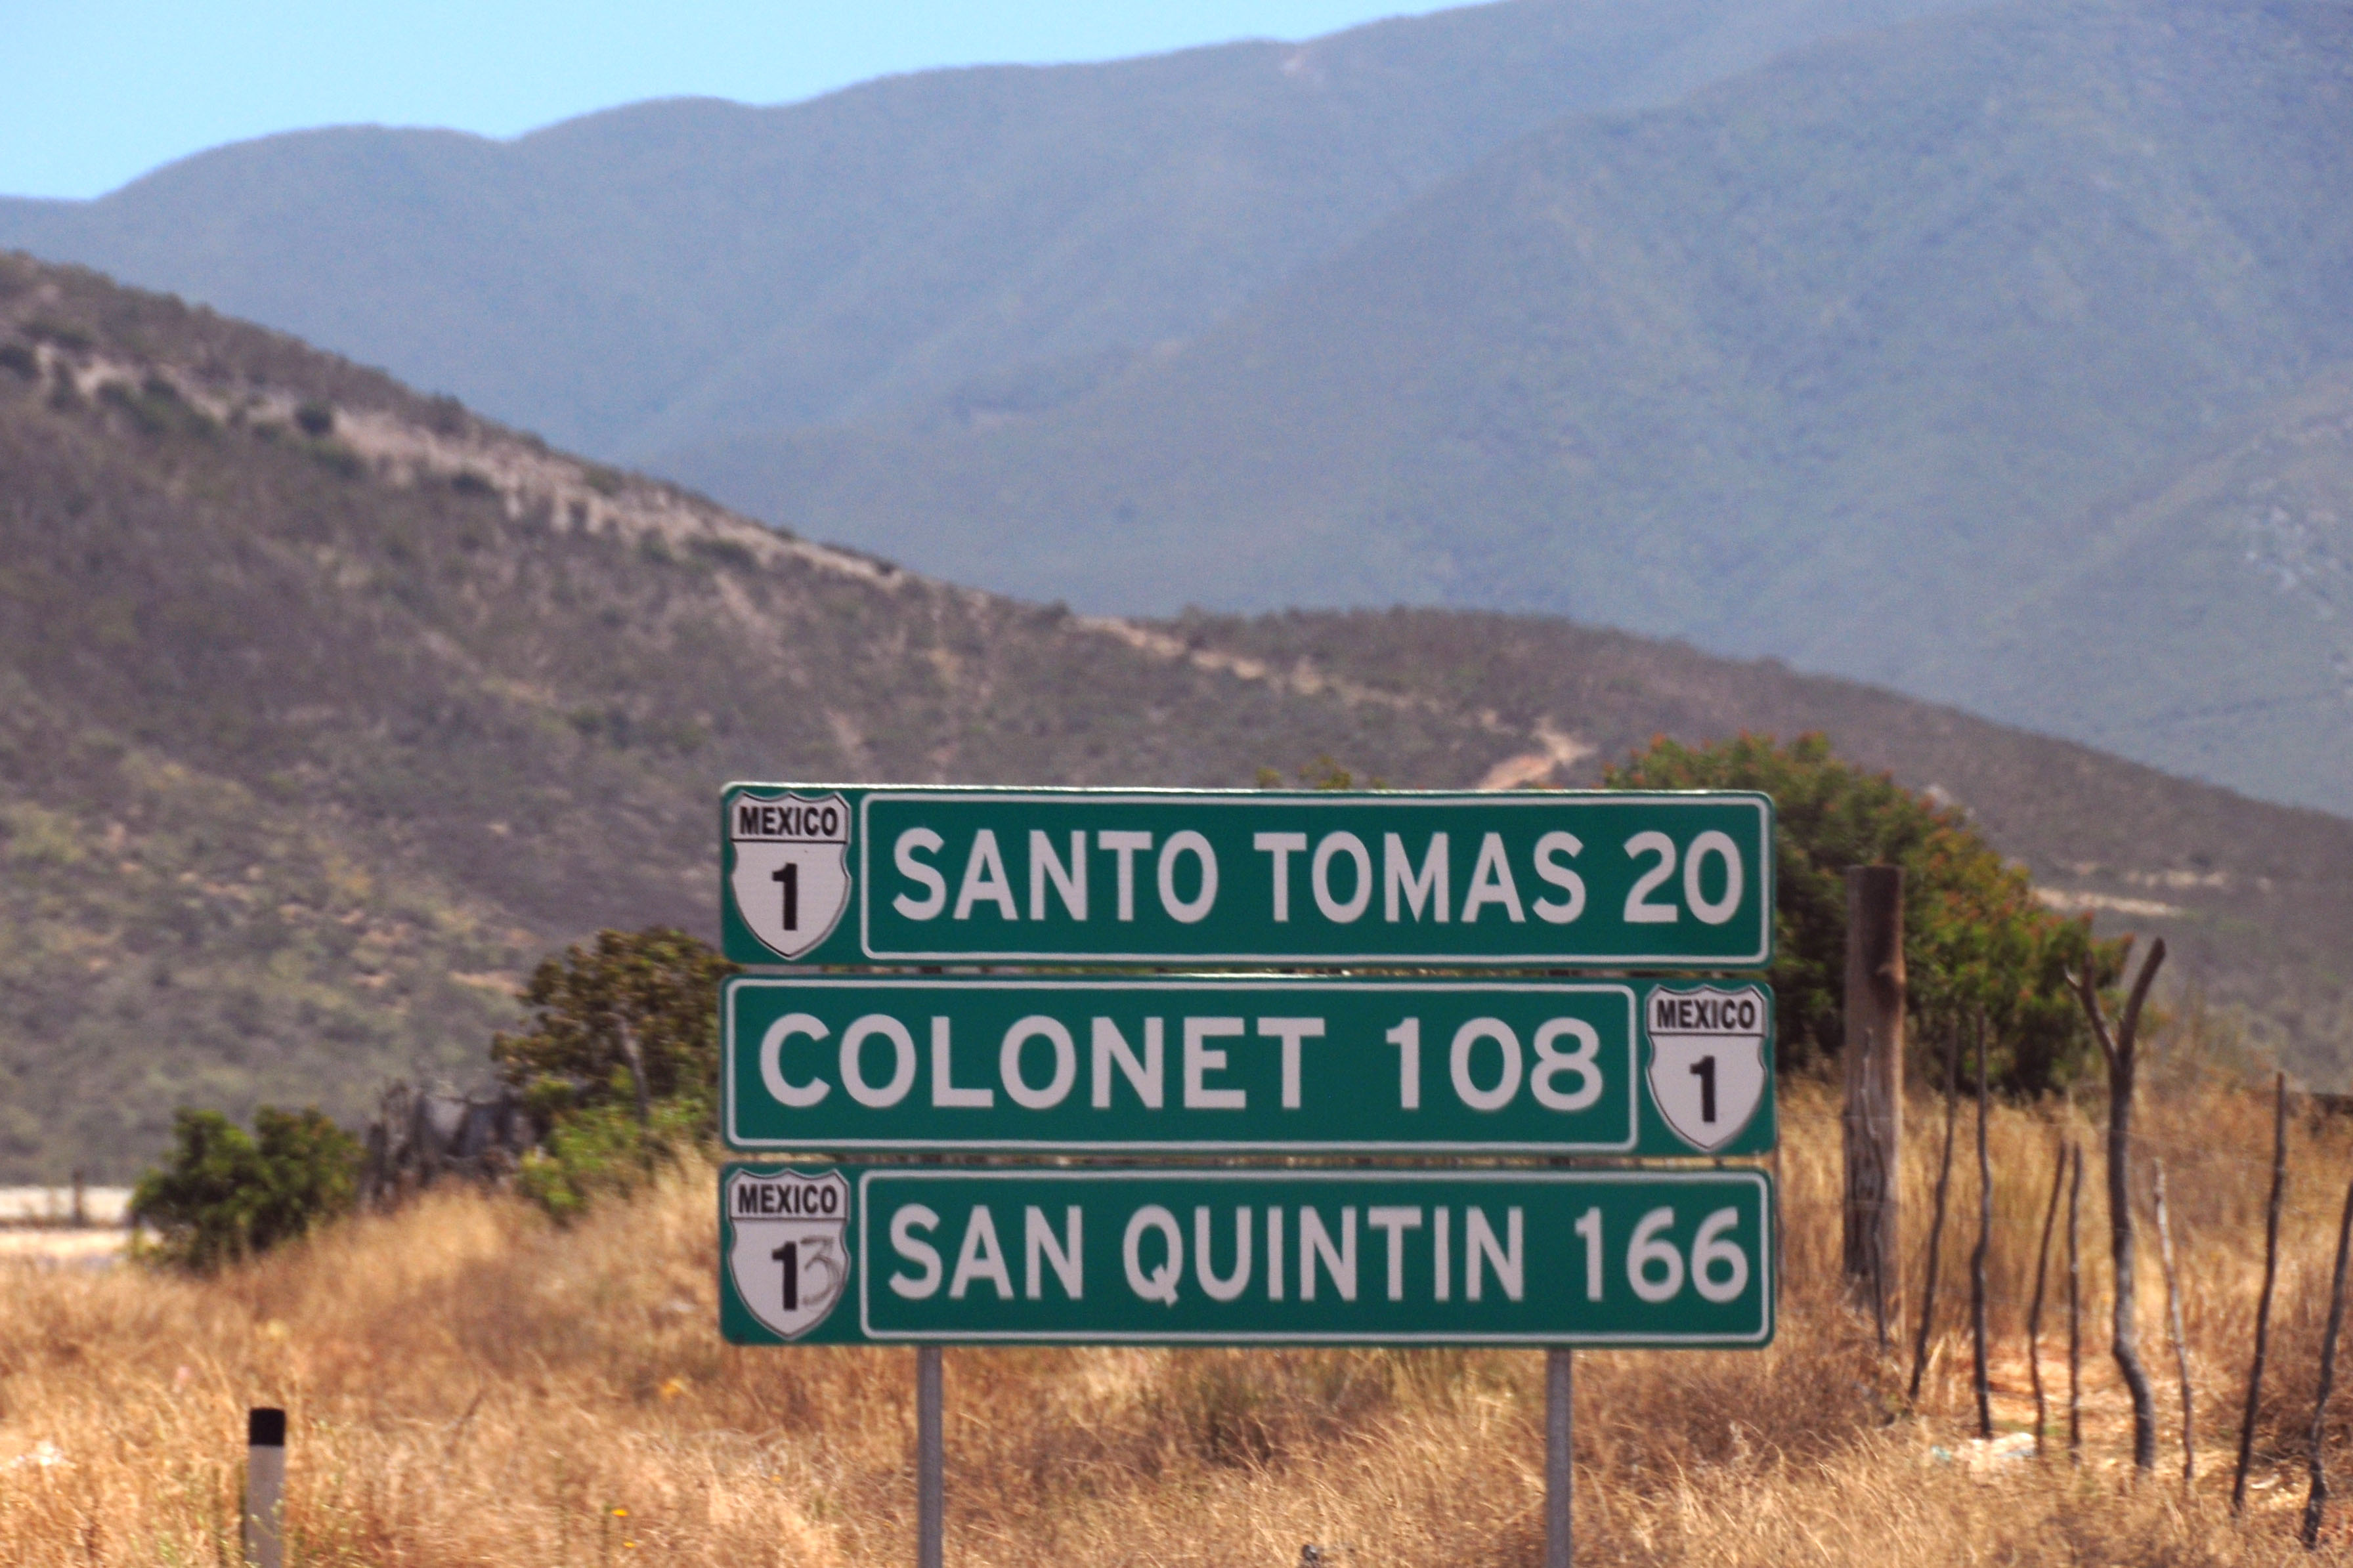 MEXICO
1
SANTO TOMAS 20
COLONET 108
MEXICO
1
MEXICO
13
SAN QUINTIN 166